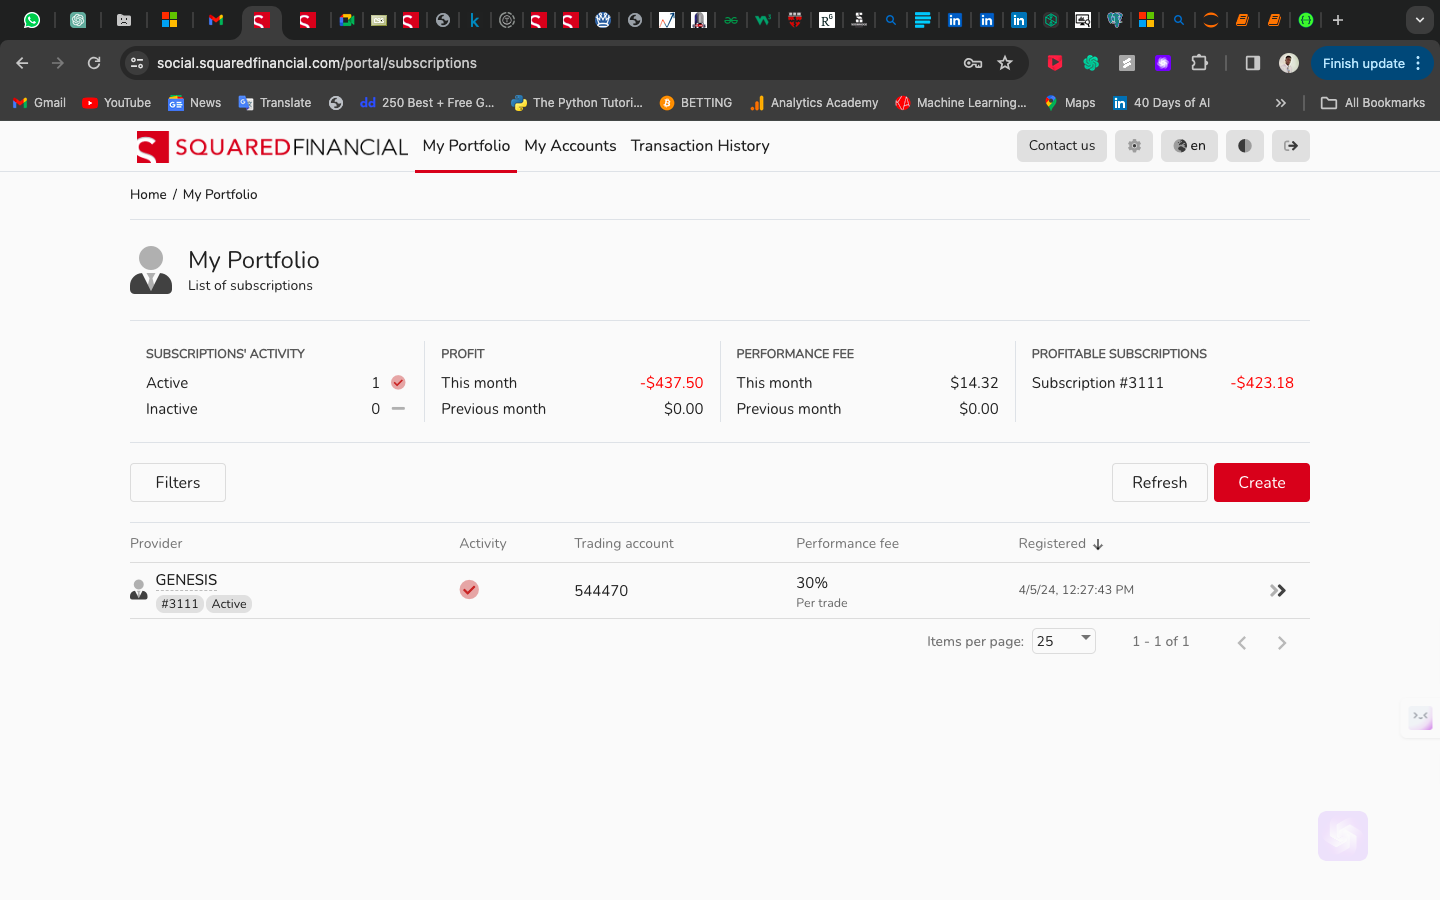 social.squaredfinancial.com/portal/subscriptions
Finish update
Gmail
YouTube
News
Translate
250 Best + Free G...
The Python Tutori...
BETTING
Analytics Academy
Machine Learning...
Maps
40 Days of AI
All Bookmarks
SQUAREDFINANCIAL
My Portfolio
My Accounts
Transaction History
Contact us
en
Home / My Portfolio
My Portfolio
List of subscriptions
SUBSCRIPTIONS' ACTIVITY
Active 1
Inactive 0
PROFIT
This month -$437.50
Previous month $0.00
PERFORMANCE FEE
This month $14.32
Previous month $0.00
PROFITABLE SUBSCRIPTIONS
Subscription #3111 -$423.18
Filters
Refresh
Create
Provider Activity Trading account Performance fee Registered
GENESIS
#3111 Active
544470
30%
Per trade
4/5/24, 12:27:43 PM
Items per page: 25 1 - 1 of 1